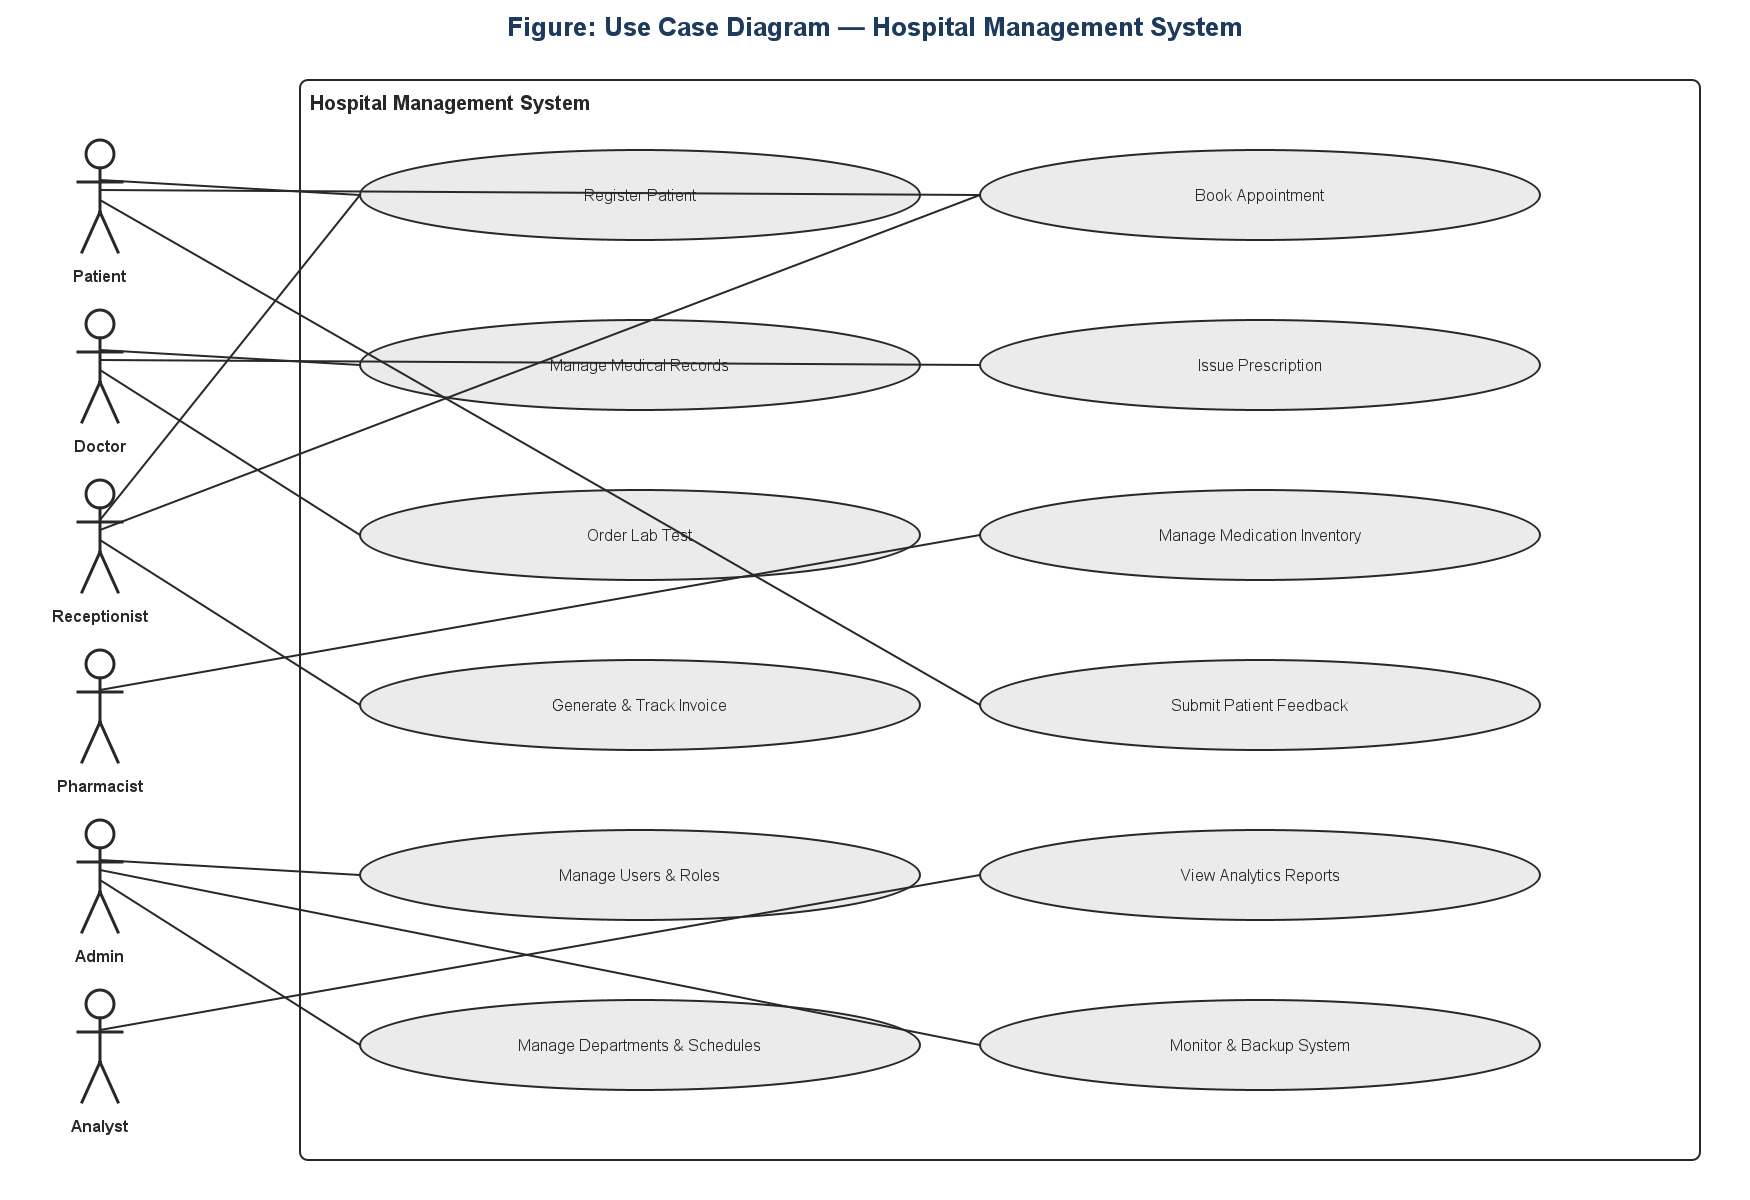 Figure: Use Case Diagram — Hospital Management System
Hospital Management System
Patient
Register Patient
Book Appointment
Doctor
Manage Medical Records
Issue Prescription
Receptionist
Order Lab Test
Manage Medication Inventory
Pharmacist
Generate & Track Invoice
Submit Patient Feedback
Admin
Manage Users & Roles
View Analytics Reports
Analyst
Manage Departments & Schedules
Monitor & Backup System